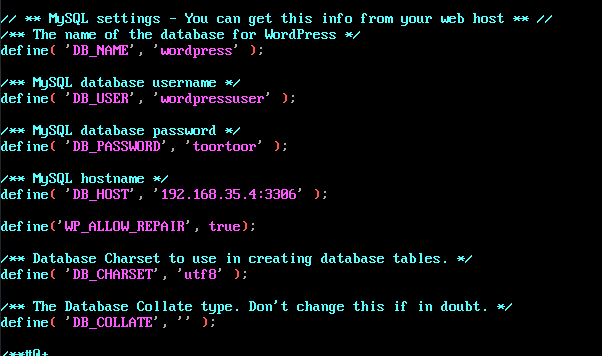 // ** MySQL settings - You can get this info from your web host ** //
/** The name of the database for WordPress */
define( 'DB_NAME', 'wordpress' );
/** MySQL database username */
define( 'DB_USER', 'wordpressuser' );
/** MySQL database password */
define( 'DB_PASSWORD', 'toortoor' );
/** MySQL hostname */
define( 'DB_HOST', '192.168.35.4:3306' );
define('WP_ALLOW_REPAIR', true);
/** Database Charset to use in creating database tables. */
define( 'DB_CHARSET', 'utf8' );
/** The Database Collate type. Don't change this if in doubt. */
define( 'DB_COLLATE', '' );
/**#@+